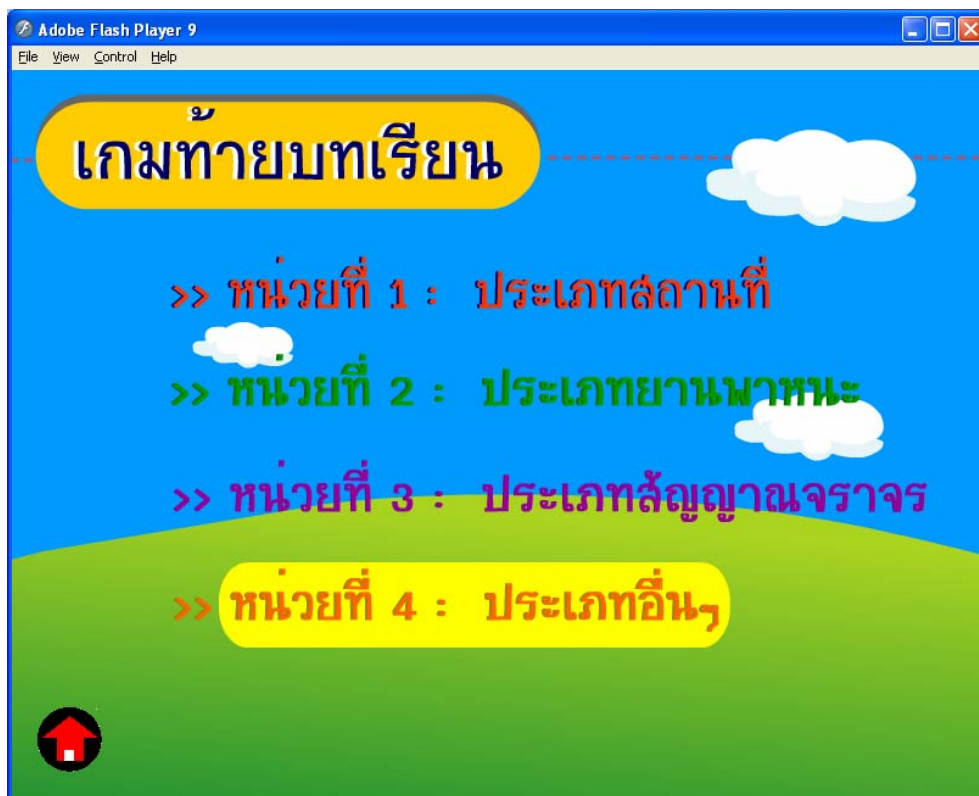 Adobe Flash Player 9
File View Control Help
เกมท้ายบทเรียน
>> หน่วยที่ 1 : ประเภทสถานที่
>> หน่วยที่ 2 : ประเภทยานพาหนะ
>> หน่วยที่ 3 : ประเภทสัญญาณจราจร
>> หน่วยที่ 4 : ประเภทอื่นๆ